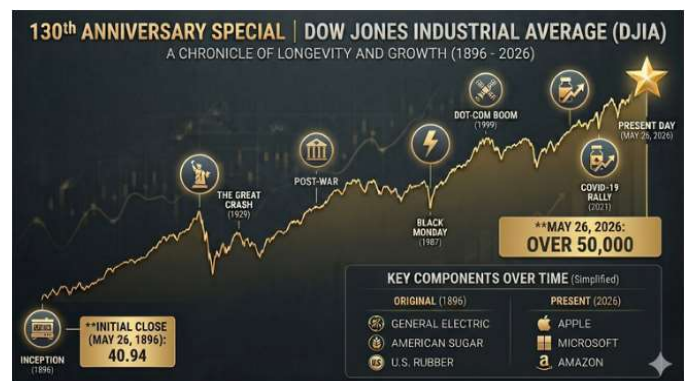 130th ANNIVERSARY SPECIAL | DOW JONES INDUSTRIAL AVERAGE (DJIA)
A CHRONICLE OF LONGEVITY AND GROWTH (1896 - 2026)
DOT-COM BOOM
(1999)
PRESENT DAY
(MAY 26, 2026)
POST-WAR
THE GREAT
CRASH
(1929)
COVID-19
RALLY
(2021)
BLACK
MONDAY
(1987)
**MAY 26, 2026:
OVER 50,000
KEY COMPONENTS OVER TIME (Simplified)
ORIGINAL (1896)
GENERAL ELECTRIC
AMERICAN SUGAR
US
U.S. RUBBER
PRESENT (2026)
APPLE
MICROSOFT
a
AMAZON
**INITIAL CLOSE
(MAY 26, 1896):
40.94
INCEPTION
(1896)